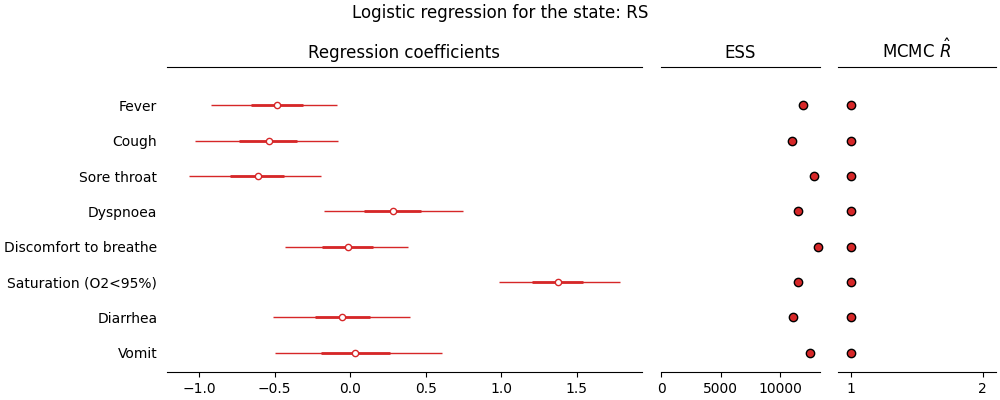 Logistic regression for the state: RS
Regression coefficients
ESS
MCMC R̂
Fever
Cough
Sore throat
Dyspnoea
Discomfort to breathe
Saturation (O2<95%)
Diarrhea
Vomit
−1.0 −0.5 0.0 0.5 1.0 1.5
0 5000 10000
1 2